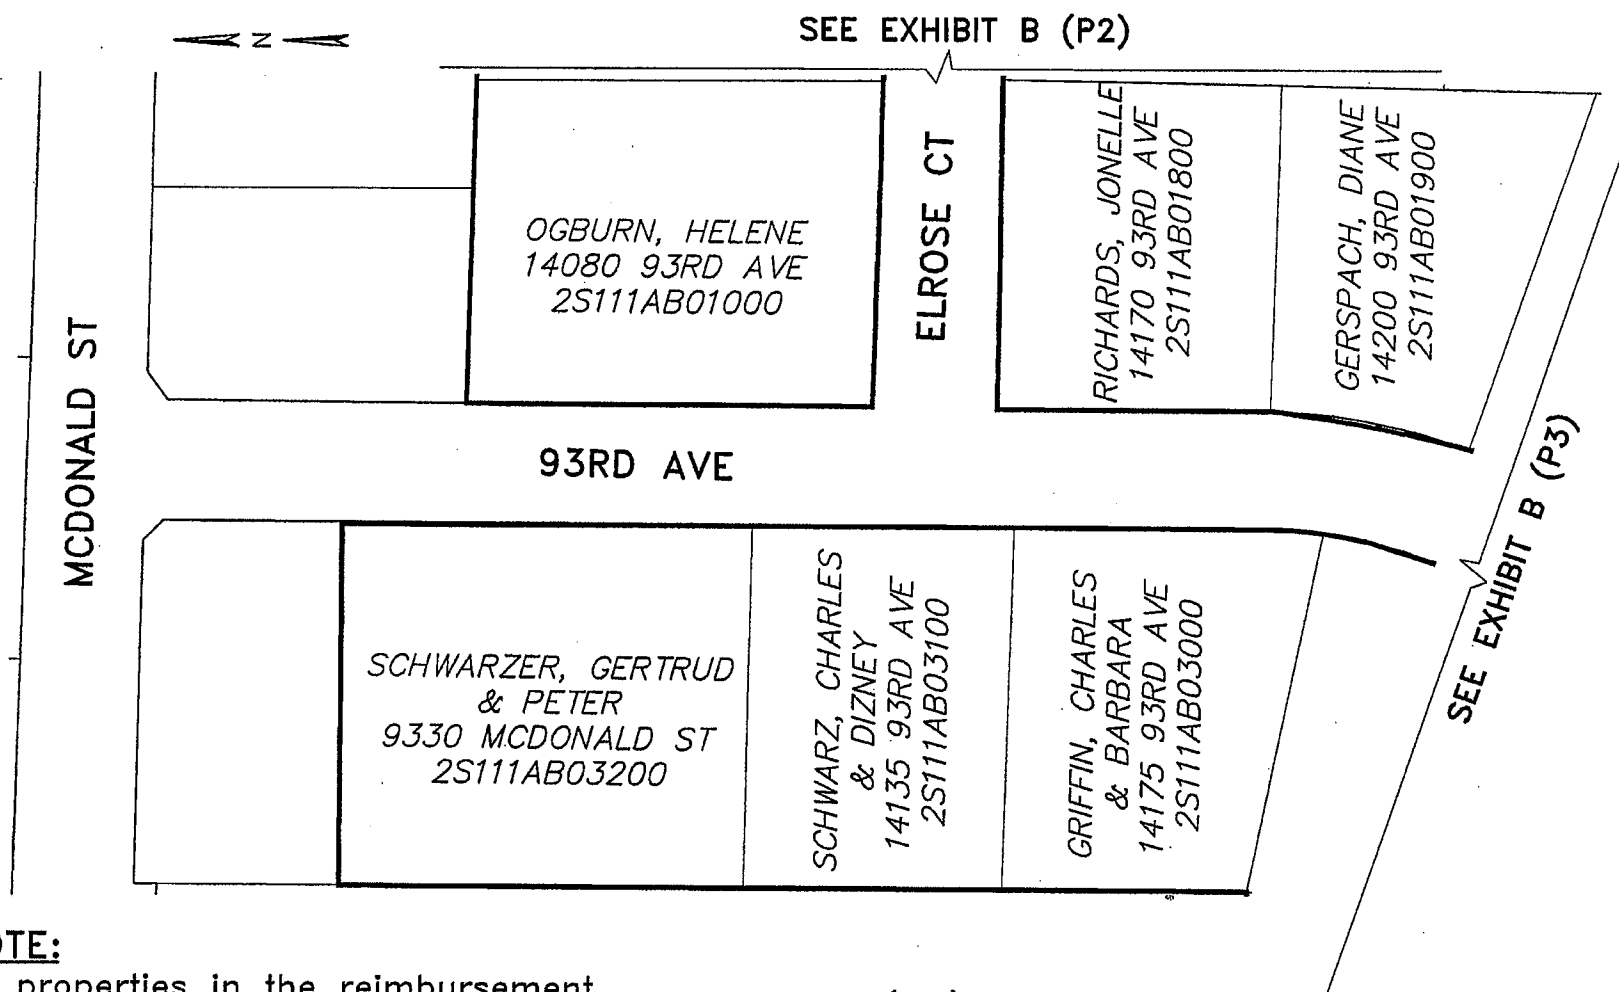 SEE EXHIBIT B (P2)
N
OGBURN, HELENE
14080 93RD AVE
2S111AB01000
ELROSE CT
RICHARDS, JONELLE
14170 93RD AVE
2S111AB01800
GERSPACH, DIANE
14200 93RD AVE
2S111AB01900
MCDONALD ST
93RD AVE
SEE EXHIBIT B (P3)
SCHWARZER, GERTRUD
& PETER
9330 MCDONALD ST
2S111AB03200
SCHWARZ, CHARLES
& DIZNEY
14135 93RD AVE
2S111AB03100
GRIFFIN, CHARLES
& BARBARA
14175 93RD AVE
2S111AB03000
OTE:
properties in the reimbursement